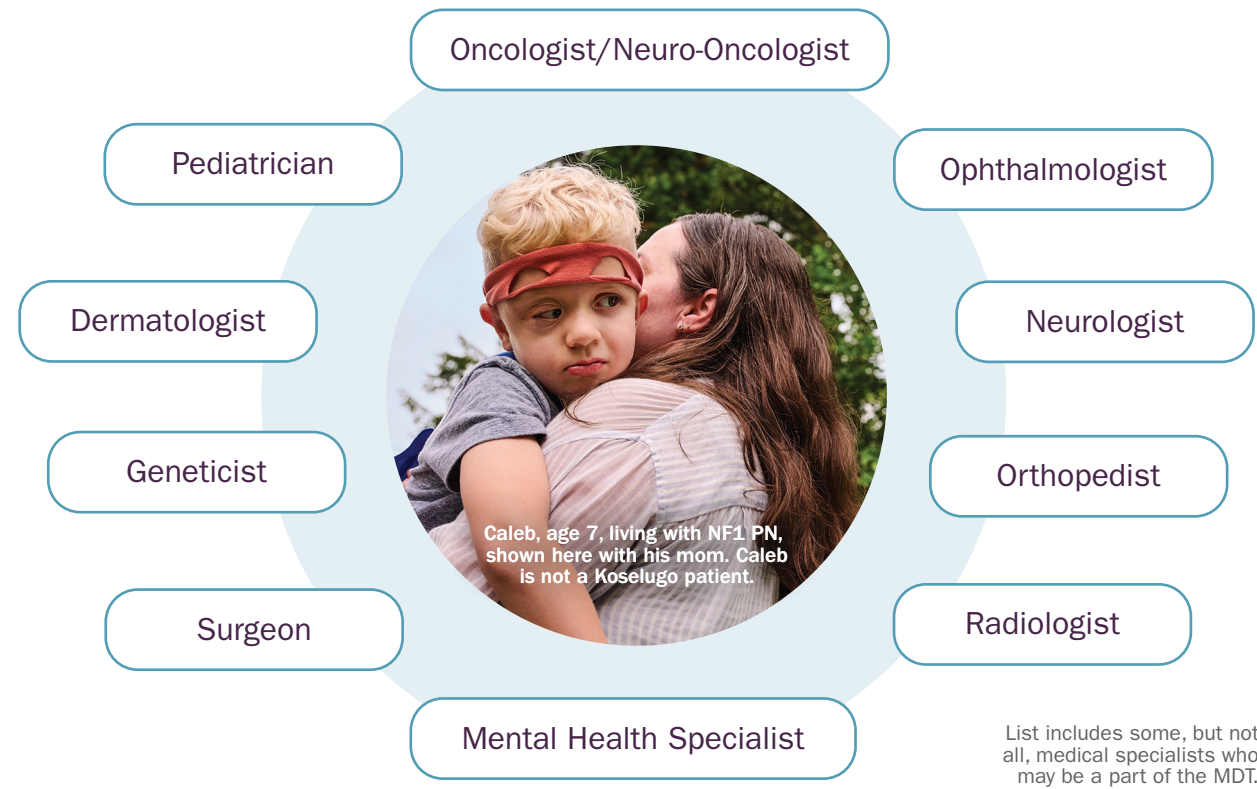 Oncologist/Neuro-Oncologist
Pediatrician
Ophthalmologist
Dermatologist
Neurologist
Geneticist
Orthopedist
Caleb, age 7, living with NF1 PN,
shown here with his mom. Caleb
is not a Koselugo patient.
Surgeon
Radiologist
Mental Health Specialist
List includes some, but not
all, medical specialists who
may be a part of the MDT.